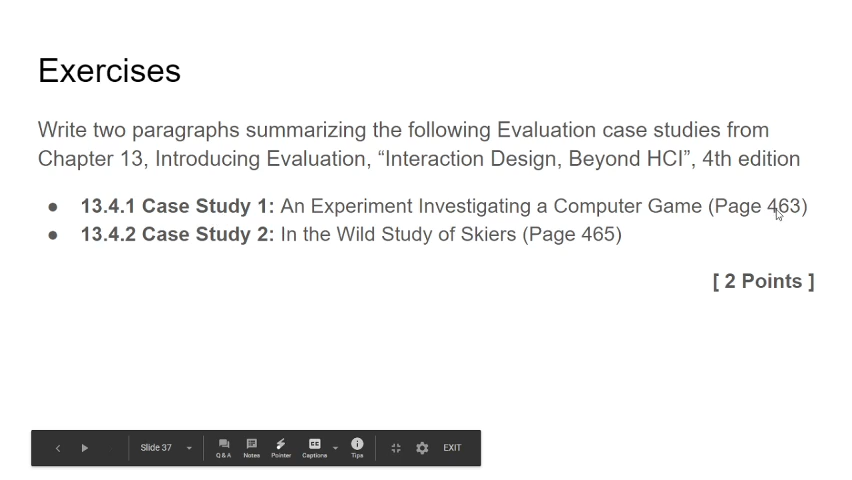 Exercises
Write two paragraphs summarizing the following Evaluation case studies from
Chapter 13, Introducing Evaluation, “Interaction Design, Beyond HCI”, 4th edition
● 13.4.1 Case Study 1: An Experiment Investigating a Computer Game (Page 463)
● 13.4.2 Case Study 2: In the Wild Study of Skiers (Page 465)
[ 2 Points ]
Slide 37
Q & A Notes Pointer CC Captions Tips
EXIT